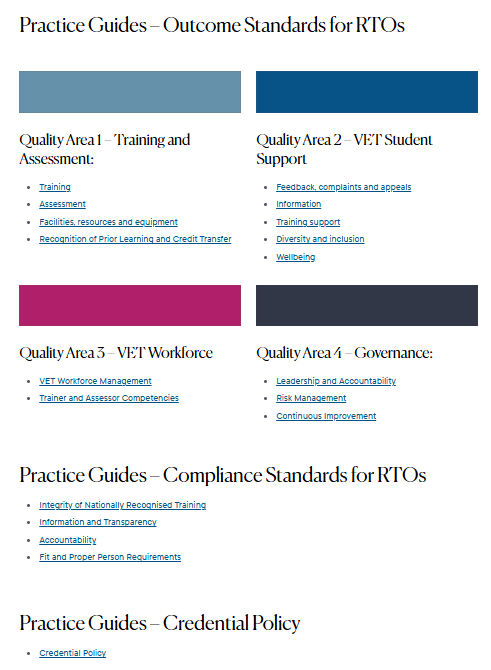 Practice Guides – Outcome Standards for RTOs
Quality Area 1 – Training and
Assessment:
Training
Assessment
Facilities, resources and equipment
Recognition of Prior Learning and Credit Transfer
Quality Area 2 – VET Student
Support
Feedback, complaints and appeals
Information
Training support
Diversity and inclusion
Wellbeing
Quality Area 3 – VET Workforce
VET Workforce Management
Trainer and Assessor Competencies
Quality Area 4 – Governance:
Leadership and Accountability
Risk Management
Continuous Improvement
Practice Guides – Compliance Standards for RTOs
Integrity of Nationally Recognised Training
Information and Transparency
Accountability
Fit and Proper Person Requirements
Practice Guides – Credential Policy
Credential Policy